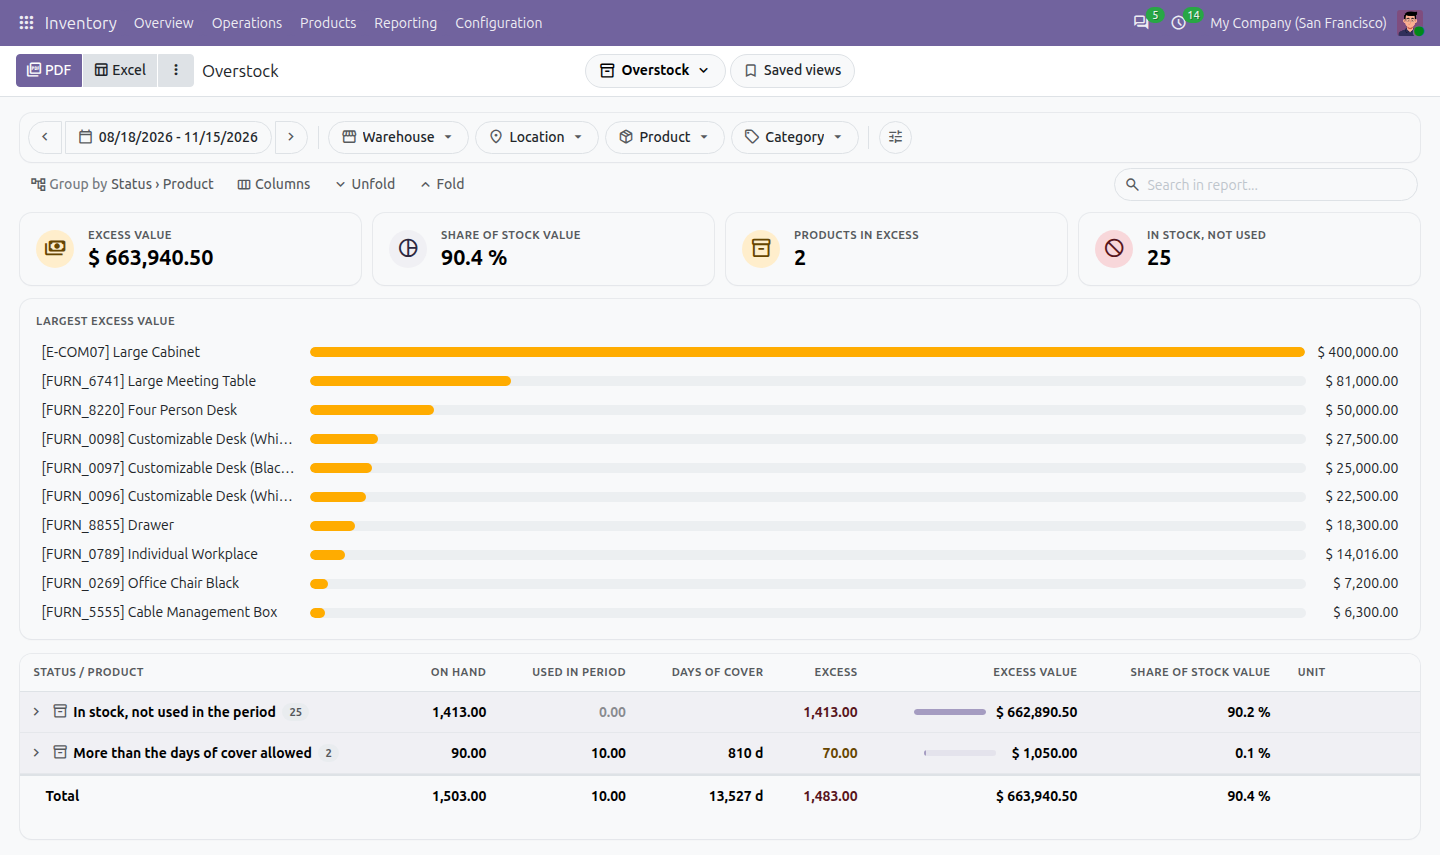 Inventory Overview Operations Products Reporting Configuration 5 14 My Company (San Francisco)
PDF Excel Overstock Overstock Saved views
08/18/2026 - 11/15/2026 Warehouse Location Product Category
Group by Status › Product Columns Unfold Fold Search in report...
EXCESS VALUE
$ 663,940.50
SHARE OF STOCK VALUE
90.4 %
PRODUCTS IN EXCESS
2
IN STOCK, NOT USED
25
LARGEST EXCESS VALUE
[E-COM07] Large Cabinet $ 400,000.00
[FURN_6741] Large Meeting Table $ 81,000.00
[FURN_8220] Four Person Desk $ 50,000.00
[FURN_0098] Customizable Desk (Whi... $ 27,500.00
[FURN_0097] Customizable Desk (Blac... $ 25,000.00
[FURN_0096] Customizable Desk (Whi... $ 22,500.00
[FURN_8855] Drawer $ 18,300.00
[FURN_0789] Individual Workplace $ 14,016.00
[FURN_0269] Office Chair Black $ 7,200.00
[FURN_5555] Cable Management Box $ 6,300.00
STATUS / PRODUCT ON HAND USED IN PERIOD DAYS OF COVER EXCESS EXCESS VALUE SHARE OF STOCK VALUE UNIT
In stock, not used in the period 25 1,413.00 0.00 1,413.00 $ 662,890.50 90.2 %
More than the days of cover allowed 2 90.00 10.00 810 d 70.00 $ 1,050.00 0.1 %
Total 1,503.00 10.00 13,527 d 1,483.00 $ 663,940.50 90.4 %